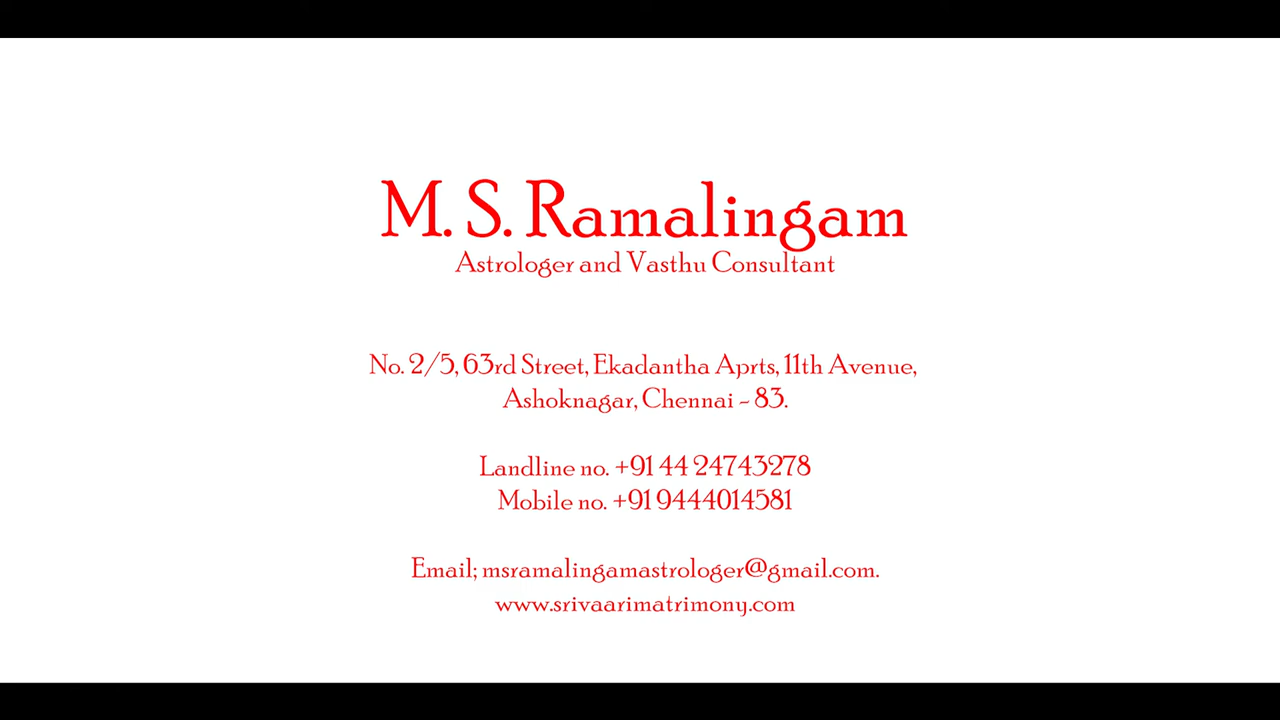 M. S. Ramalingam
Astrologer and Vasthu Consultant
No. 2/5, 63rd Street, Ekadantha Aprts, 11th Avenue,
Ashoknagar, Chennai - 83.
Landline no. +91 44 24743278
Mobile no. +91 9444014581
Email; msramalingamastrologer@gmail.com.
www.srivaarimatrimony.com